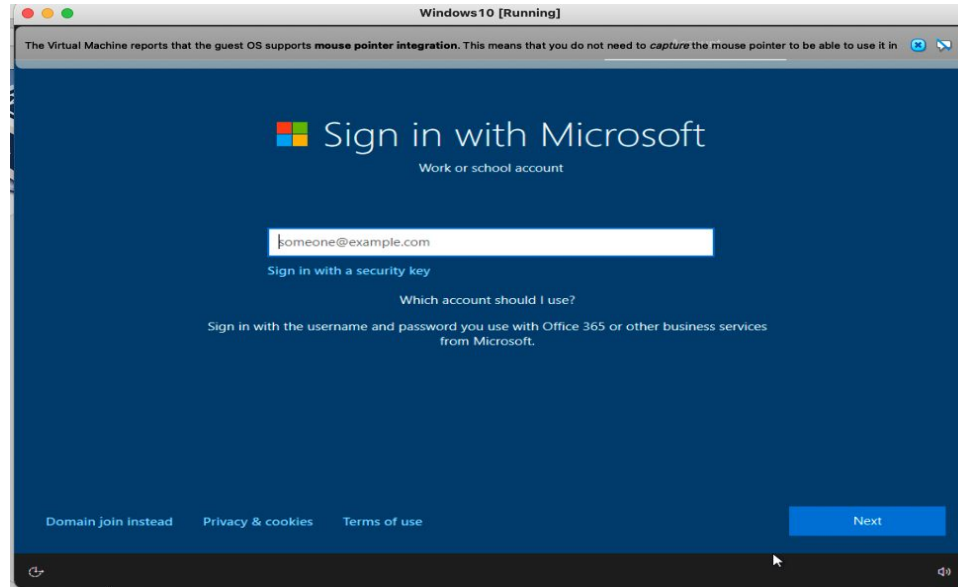 Windows10 [Running]
The Virtual Machine reports that the guest OS supports mouse pointer integration. This means that you do not need to capture the mouse pointer to be able to use it in
Sign in with Microsoft
Work or school account
someone@example.com
Sign in with a security key
Which account should I use?
Sign in with the username and password you use with Office 365 or other business services
from Microsoft.
Domain join instead Privacy & cookies Terms of use Next